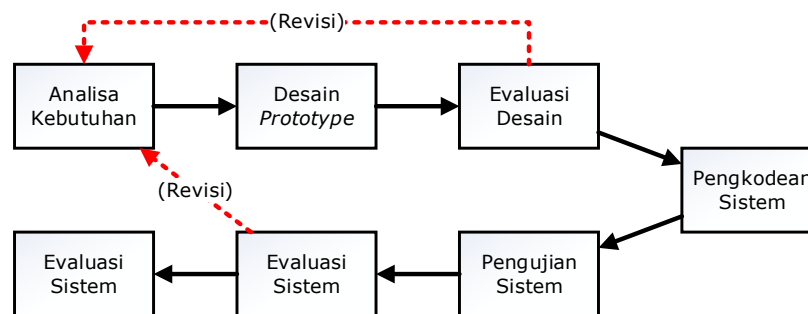 (Revisi)
Analisa
Kebutuhan
Desain
Prototype
Evaluasi
Desain
Pengkodean
Sistem
(Revisi)
Evaluasi
Sistem
Evaluasi
Sistem
Pengujian
Sistem